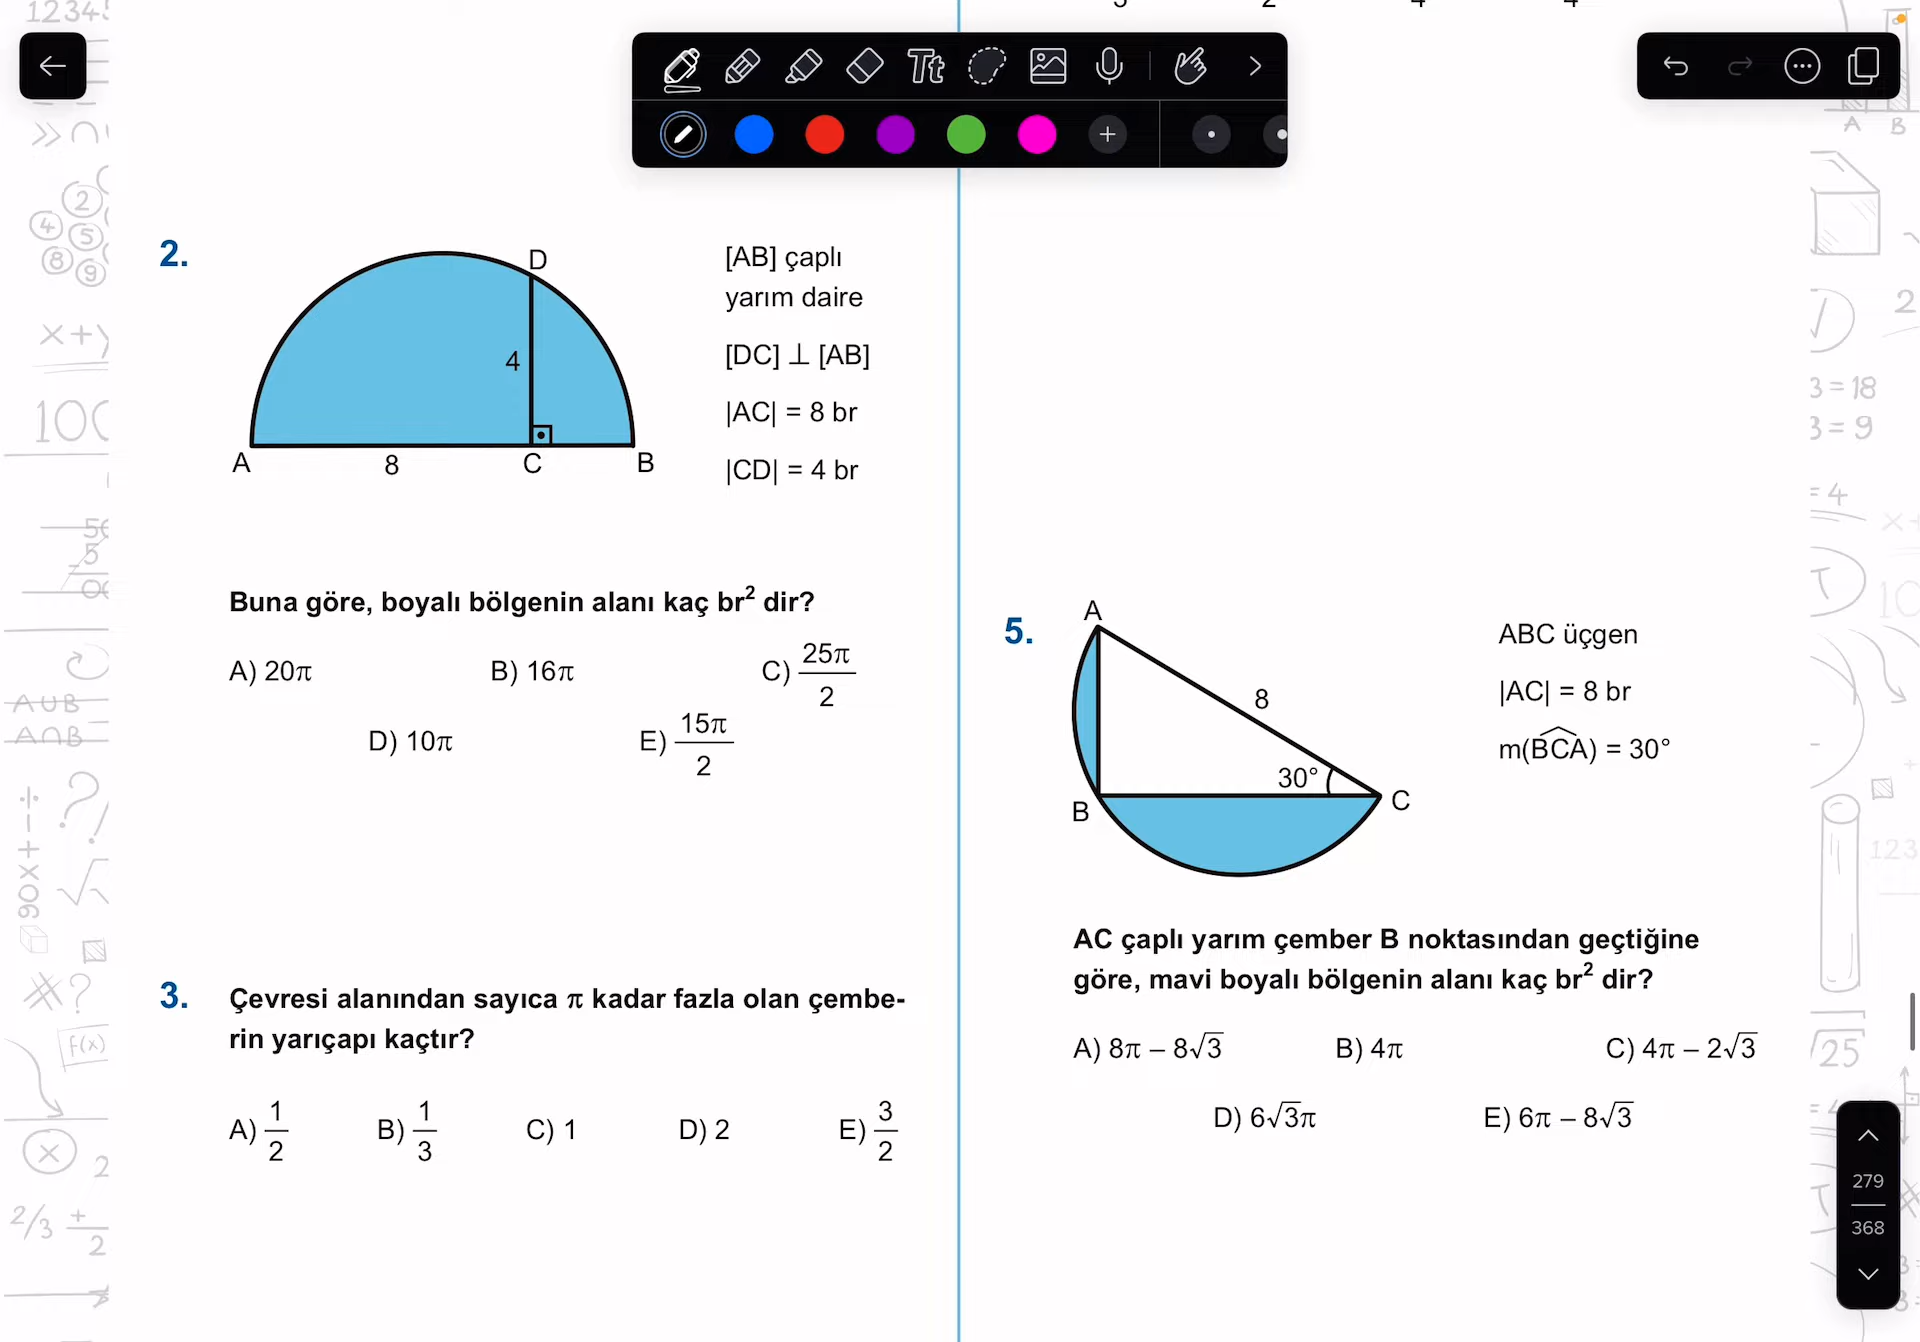 2.
D
4
A
8
C
B
[AB] çaplı
yarım daire
[DC] ⊥ [AB]
|AC| = 8 br
|CD| = 4 br
Buna göre, boyalı bölgenin alanı kaç br² dir?
A) 20π B) 16π C) 25π/2
D) 10π E) 15π/2
3. Çevresi alanından sayıca π kadar fazla olan çembe-
rin yarıçapı kaçtır?
A) 1/2 B) 1/3 C) 1 D) 2 E) 3/2
5.
A
8
30°
B
C
ABC üçgen
|AC| = 8 br
m(BCA) = 30°
AC çaplı yarım çember B noktasından geçtiğine
göre, mavi boyalı bölgenin alanı kaç br² dir?
A) 8π – 8√3 B) 4π C) 4π – 2√3
D) 6√3π E) 6π – 8√3
Tt
279
368